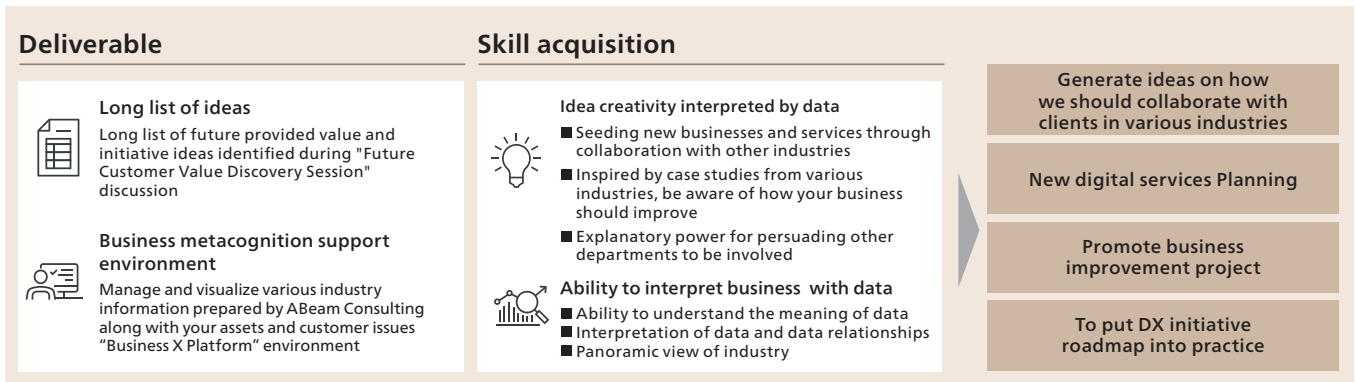 Deliverable
Long list of ideas
Long list of future provided value and
initiative ideas identified during "Future
Customer Value Discovery Session"
discussion
Business metacognition support
environment
Manage and visualize various industry
information prepared by ABeam Consulting
along with your assets and customer issues
“Business X Platform” environment
Skill acquisition
Idea creativity interpreted by data
■ Seeding new businesses and services through
collaboration with other industries
■ Inspired by case studies from various
industries, be aware of how your business
should improve
■ Explanatory power for persuading other
departments to be involved
Ability to interpret business with data
■ Ability to understand the meaning of data
■ Interpretation of data and data relationships
■ Panoramic view of industry
Generate ideas on how
we should collaborate with
clients in various industries
New digital services Planning
Promote business
improvement project
To put DX initiative
roadmap into practice